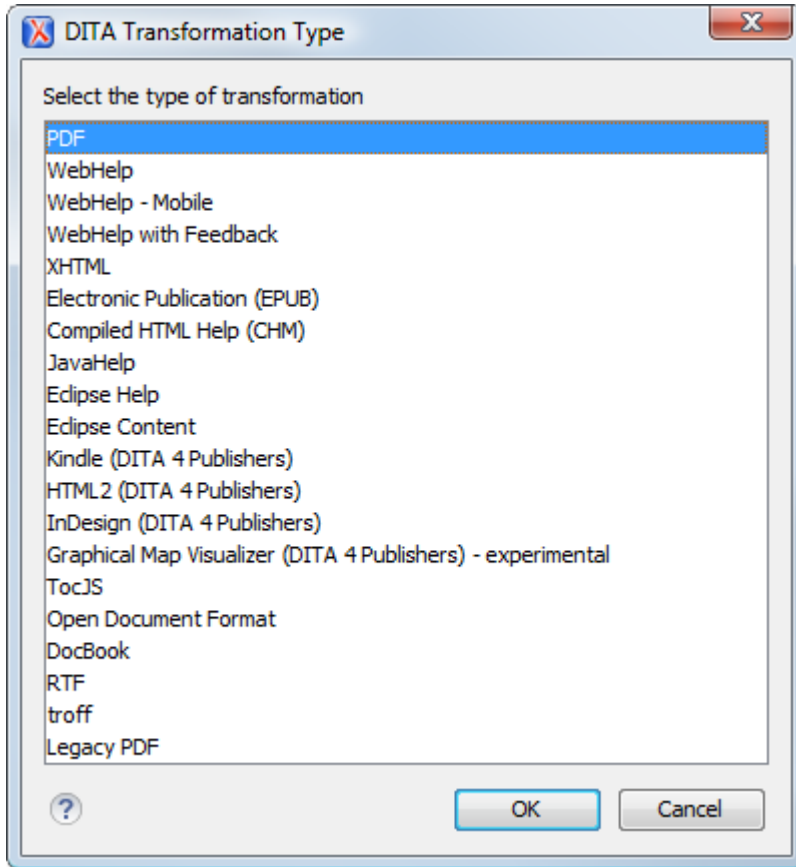 DITA Transformation Type
Select the type of transformation
PDF
WebHelp
WebHelp - Mobile
WebHelp with Feedback
XHTML
Electronic Publication (EPUB)
Compiled HTML Help (CHM)
JavaHelp
Eclipse Help
Eclipse Content
Kindle (DITA 4 Publishers)
HTML2 (DITA 4 Publishers)
InDesign (DITA 4 Publishers)
Graphical Map Visualizer (DITA 4 Publishers) - experimental
TocJS
Open Document Format
DocBook
RTF
troff
Legacy PDF
? OK Cancel